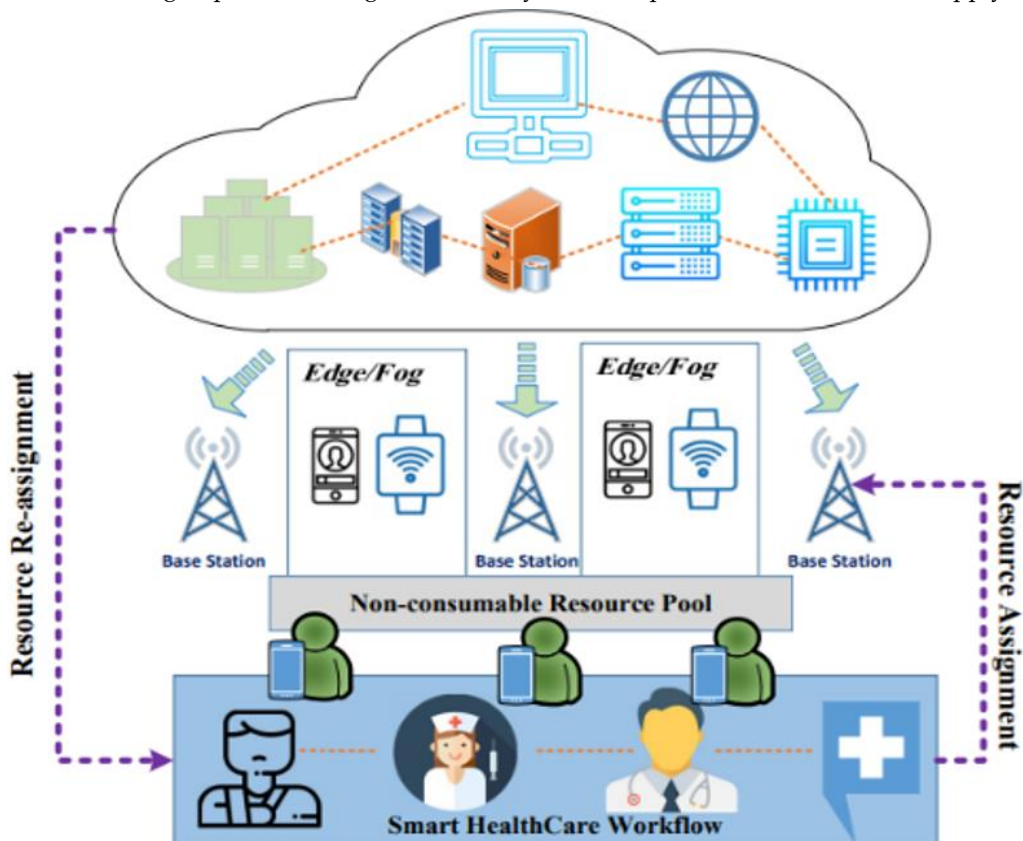 Edge/Fog
Edge/Fog
Resource Re-assignment
Resource Assignment
Base Station
Base Station
Base Station
Non-consumable Resource Pool
Smart HealthCare Workflow